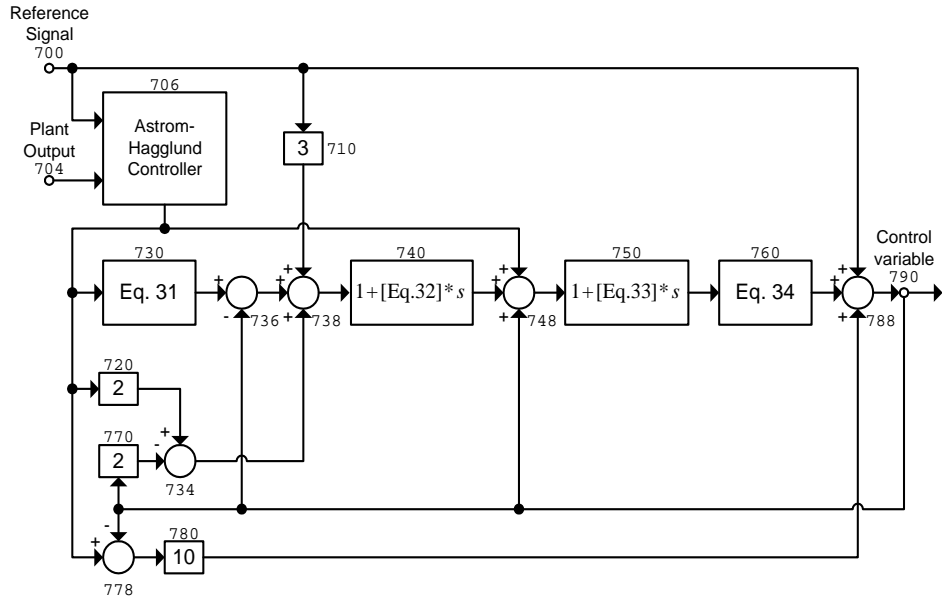 Reference
Signal
700
706
Astrom-
Hagglund
Controller
Plant
Output
704
3
710
730
Eq. 31
+
-
736
+
+
+
738
740
1+[Eq.32]*s
+
+
+
748
750
1+[Eq.33]*s
760
Eq. 34
+
+
+
788
Control
variable
790
720
2
+
770
2
-
734
-
+
778
780
10